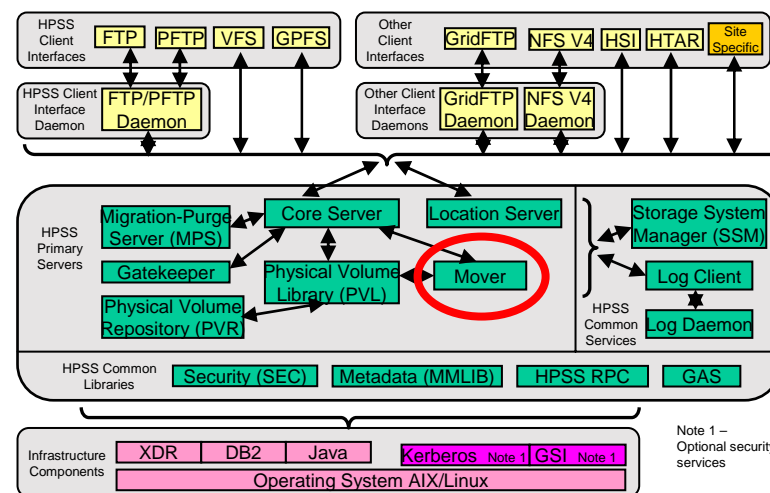 HPSS
Client
Interfaces
FTP
PFTP
VFS
GPFS
Other
Client
Interfaces
GridFTP
NFS V4
HSI
HTAR
Site
Specific
HPSS Client
Interface
Daemon
FTP/PFTP
Daemon
Other Client
Interface
Daemons
GridFTP
Daemon
NFS V4
Daemon
HPSS
Primary
Servers
Migration-Purge
Server (MPS)
Core Server
Location Server
Gatekeeper
Physical Volume
Library (PVL)
Mover
Physical Volume
Repository (PVR)
Storage System
Manager (SSM)
Log Client
HPSS
Common
Services
Log Daemon
HPSS Common
Libraries
Security (SEC)
Metadata (MMLIB)
HPSS RPC
GAS
Infrastructure
Components
XDR
DB2
Java
Kerberos Note 1
GSI Note 1
Operating System AIX/Linux
Note 1 –
Optional security
services